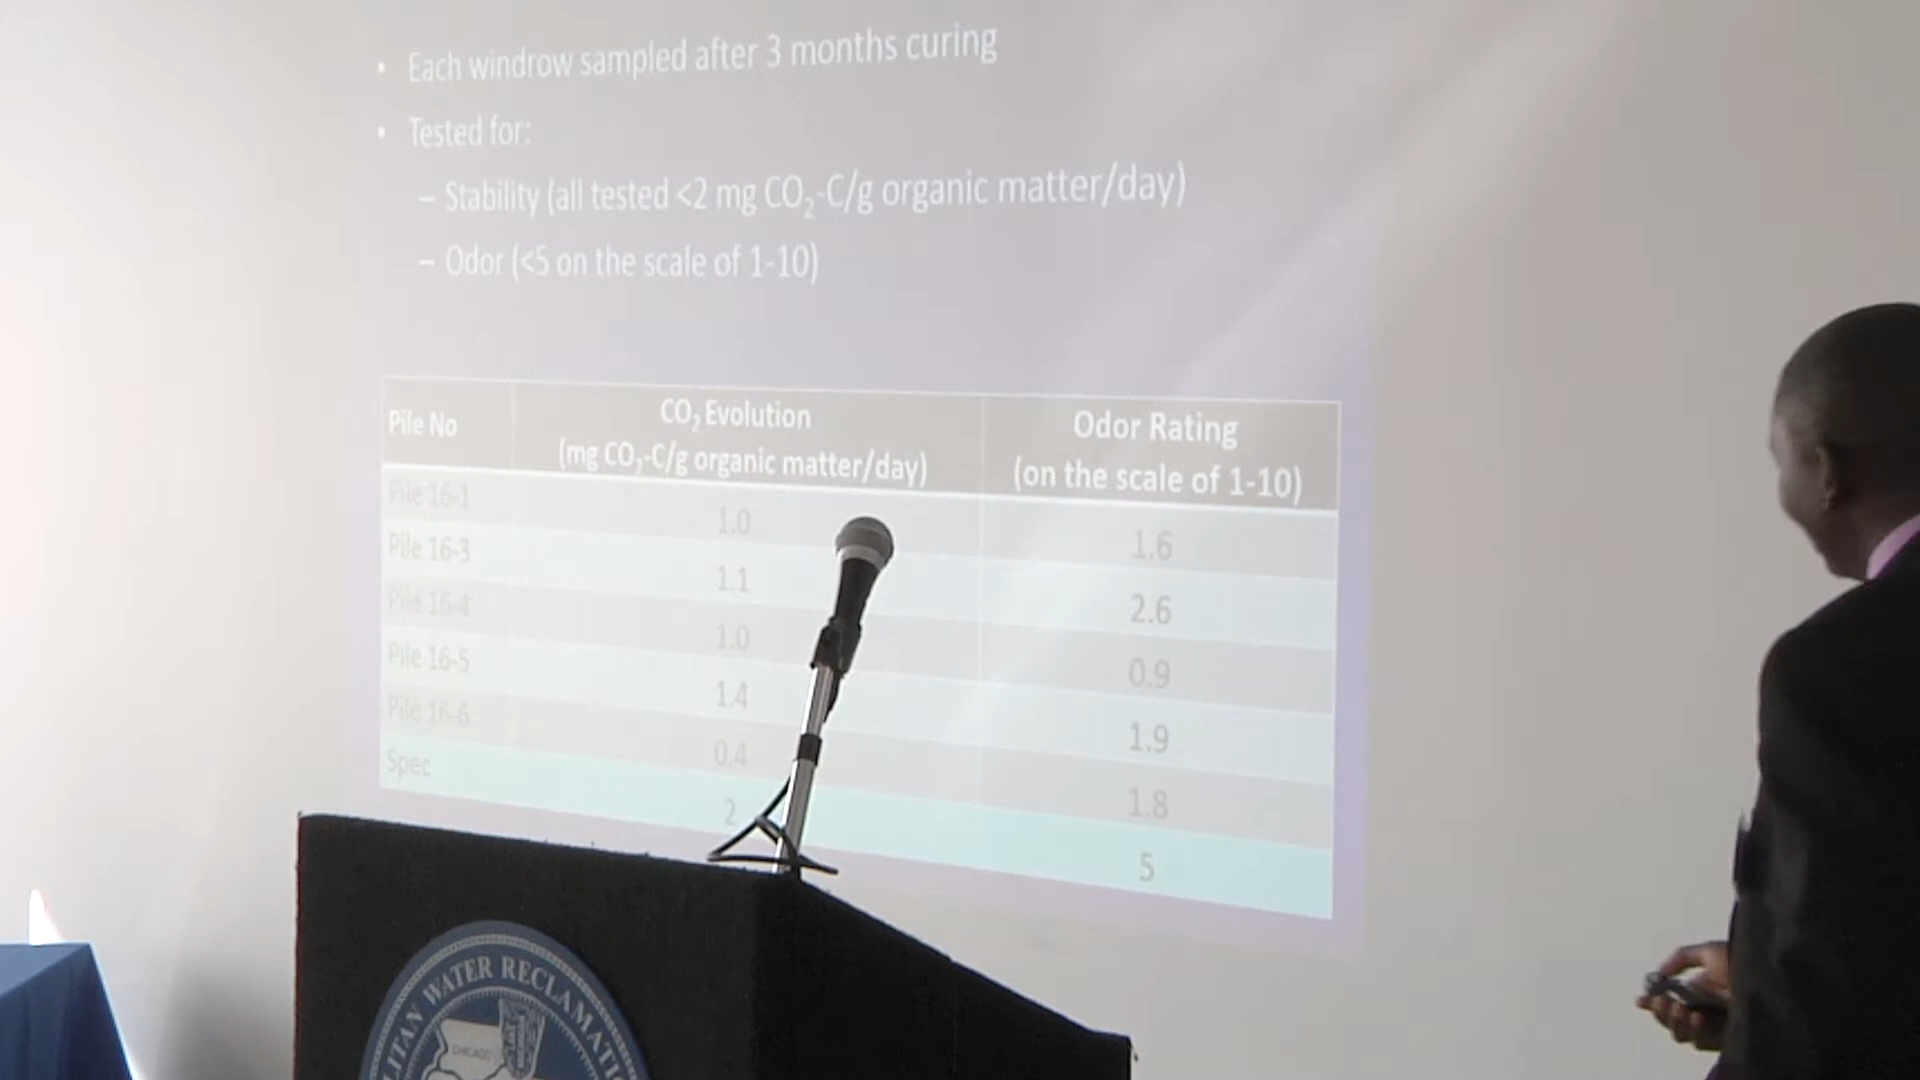 • Each windrow sampled after 3 months curing
• Tested for:
– Stability (all tested <2 mg CO₂-C/g organic matter/day)
– Odor (<5 on the scale of 1-10)
Pile No
CO₂ Evolution
(mg CO₂-C/g organic matter/day)
Odor Rating
(on the scale of 1-10)
Pile 16-1 1.0 1.6
Pile 16-3 1.1 2.6
Pile 16-4 1.0 0.9
Pile 16-5 1.4 1.9
Pile 16-6 0.4 1.8
Spec 2 5
LITAN WATER RECLAMATI
CHICAGO